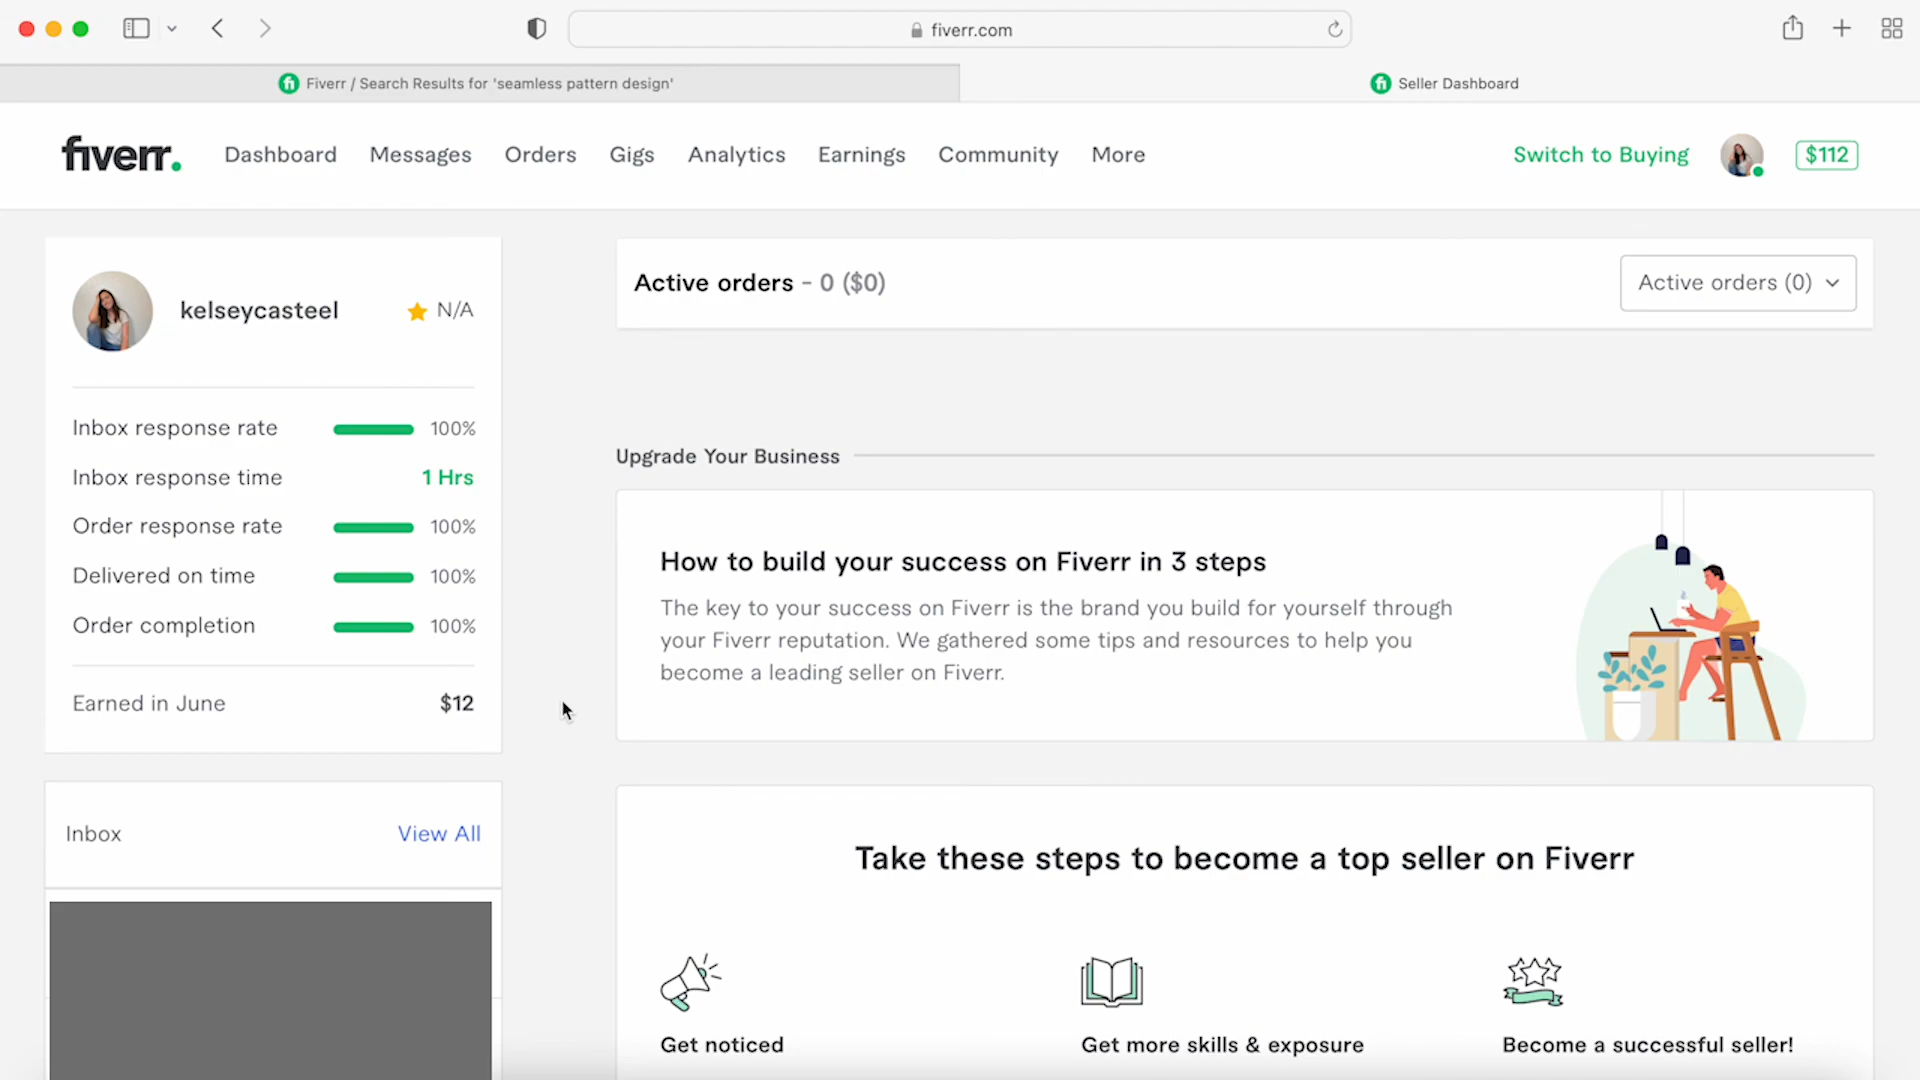 fiverr.com
Fiverr / Search Results for 'seamless pattern design'
Seller Dashboard
fiverr.
Dashboard
Messages
Orders
Gigs
Analytics
Earnings
Community
More
Switch to Buying
$112
kelseycasteel
N/A
Inbox response rate 100%
Inbox response time 1 Hrs
Order response rate 100%
Delivered on time 100%
Order completion 100%
Earned in June $12
Inbox
View All
Active orders - 0 ($0)
Active orders (0)
Upgrade Your Business
How to build your success on Fiverr in 3 steps
The key to your success on Fiverr is the brand you build for yourself through
your Fiverr reputation. We gathered some tips and resources to help you
become a leading seller on Fiverr.
Take these steps to become a top seller on Fiverr
Get noticed
Get more skills & exposure
Become a successful seller!